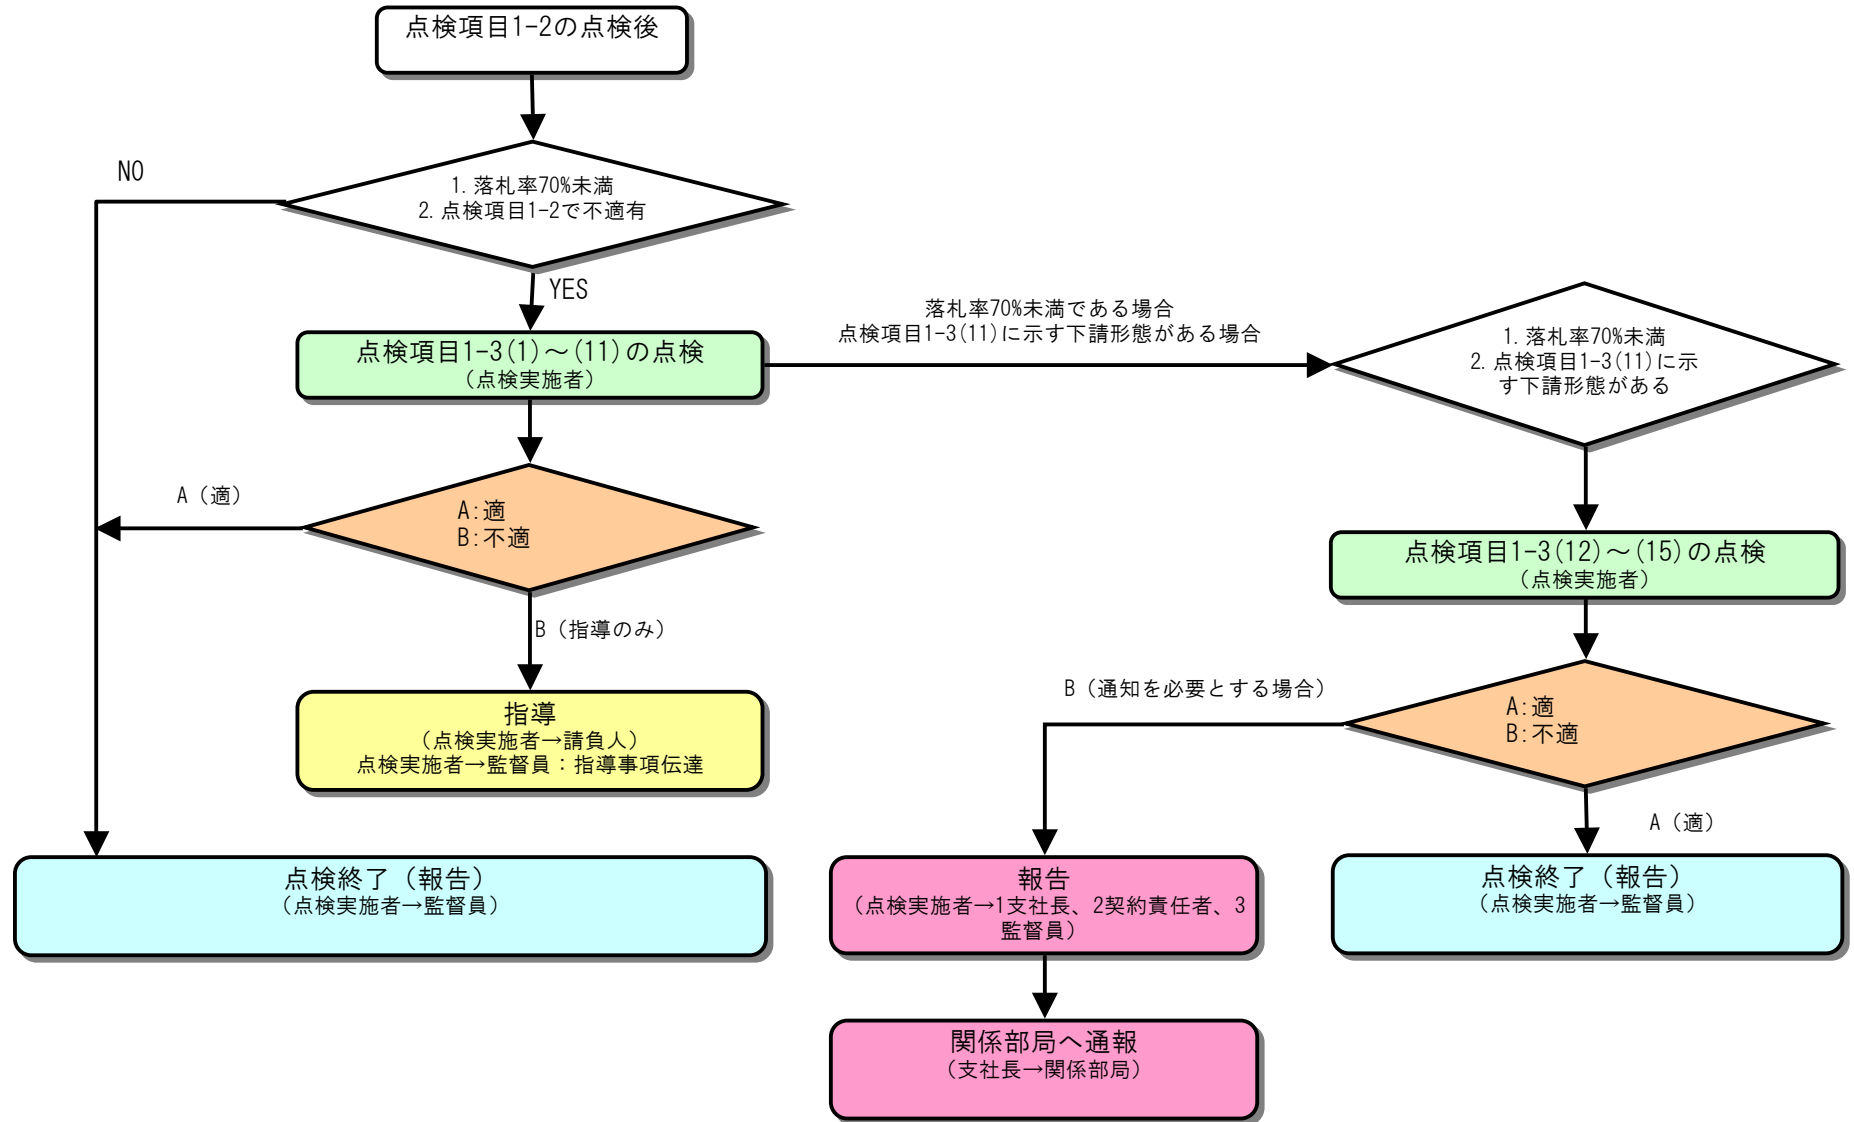 点検項目1-2の点検後
NO
1. 落札率70%未満
2. 点検項目1-2で不適有
YES
点検項目1-3(1)～(11)の点検
（点検実施者）
落札率70%未満である場合
点検項目1-3(11)に示す下請形態がある場合
1. 落札率70%未満
2. 点検項目1-3(11)に示
す下請形態がある
A（適）
A:適
B:不適
B（指導のみ）
指導
（点検実施者→請負人）
点検実施者→監督員：指導事項伝達
点検項目1-3(12)～(15)の点検
（点検実施者）
B（通知を必要とする場合）
A:適
B:不適
A（適）
点検終了（報告）
（点検実施者→監督員）
報告
（点検実施者→1支社長、2契約責任者、3
監督員）
点検終了（報告）
（点検実施者→監督員）
関係部局へ通報
（支社長→関係部局）